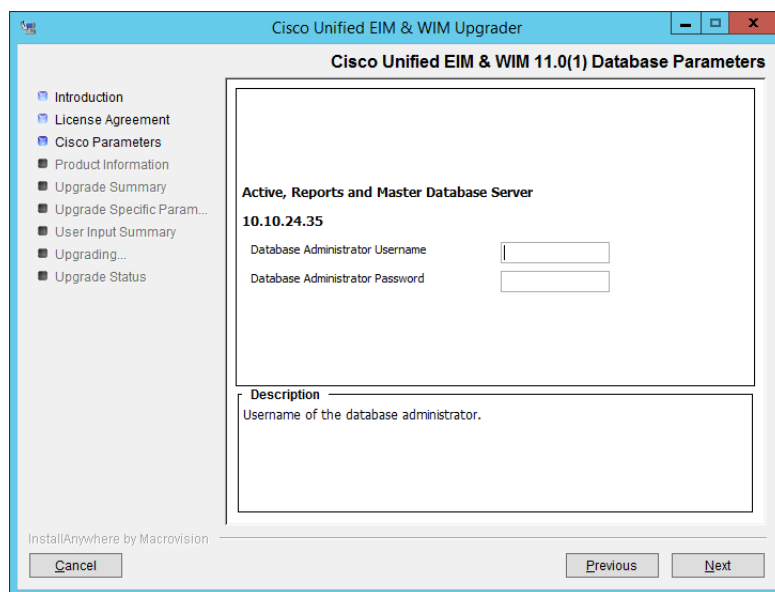 Cisco Unified EIM & WIM Upgrader
Cisco Unified EIM & WIM 11.0(1) Database Parameters
Introduction
License Agreement
Cisco Parameters
Product Information
Upgrade Summary
Upgrade Specific Param...
User Input Summary
Upgrading...
Upgrade Status
Active, Reports and Master Database Server
10.10.24.35
Database Administrator Username
Database Administrator Password
Description
Username of the database administrator.
InstallAnywhere by Macrovision
Cancel
Previous
Next